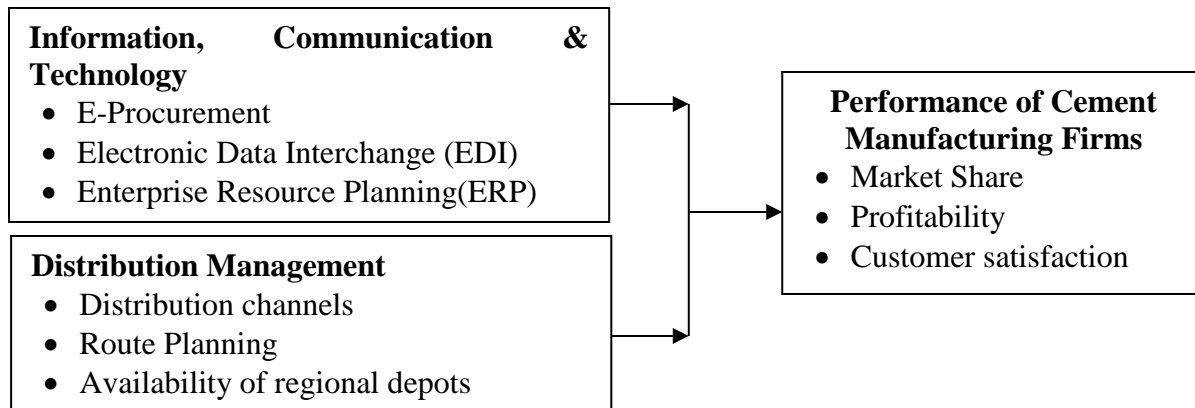 Information, Communication &
Technology
• E-Procurement
• Electronic Data Interchange (EDI)
• Enterprise Resource Planning(ERP)
Distribution Management
• Distribution channels
• Route Planning
• Availability of regional depots
Performance of Cement
Manufacturing Firms
• Market Share
• Profitability
• Customer satisfaction